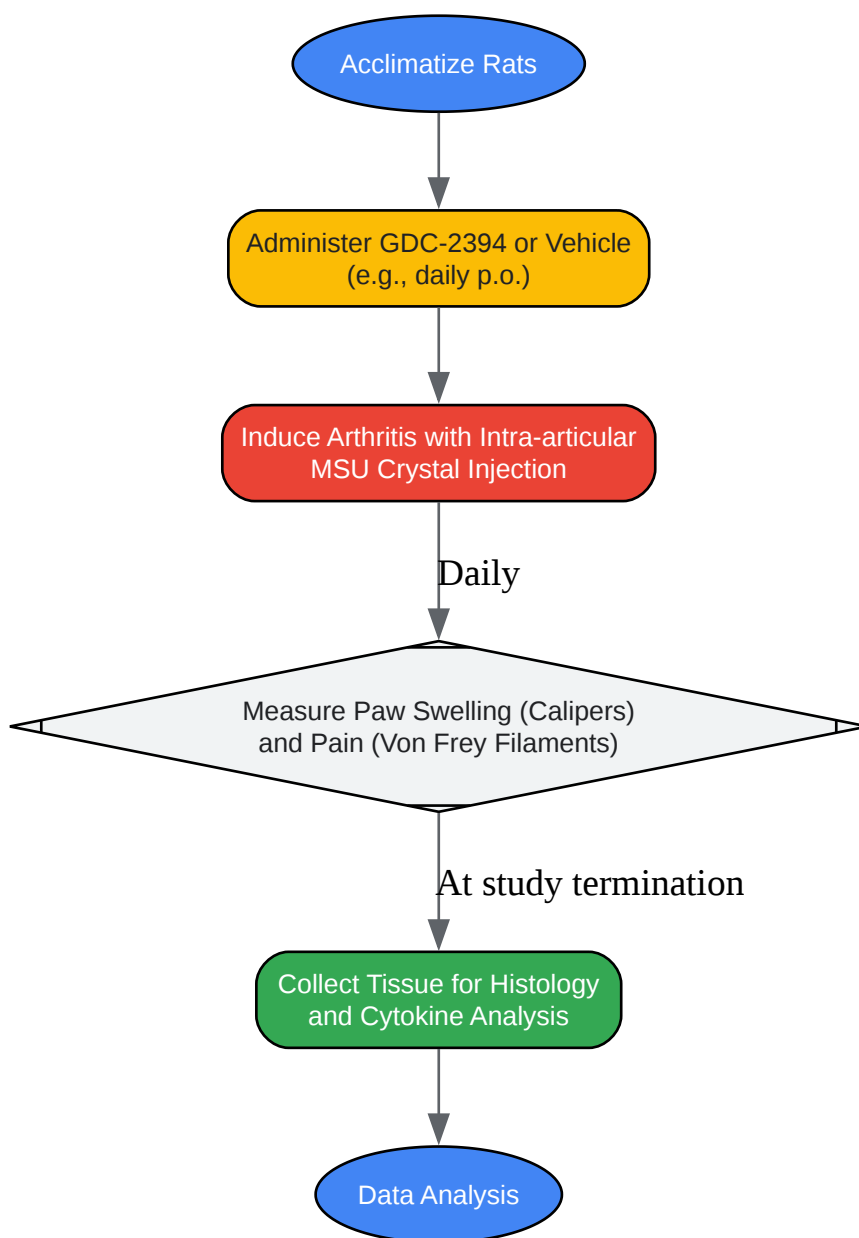 Acclimatize Rats
Administer GDC-2394 or Vehicle
(e.g., daily p.o.)
Induce Arthritis with Intra-articular
MSU Crystal Injection
Daily
Measure Paw Swelling (Calipers)
and Pain (Von Frey Filaments)
At study termination
Collect Tissue for Histology
and Cytokine Analysis
Data Analysis